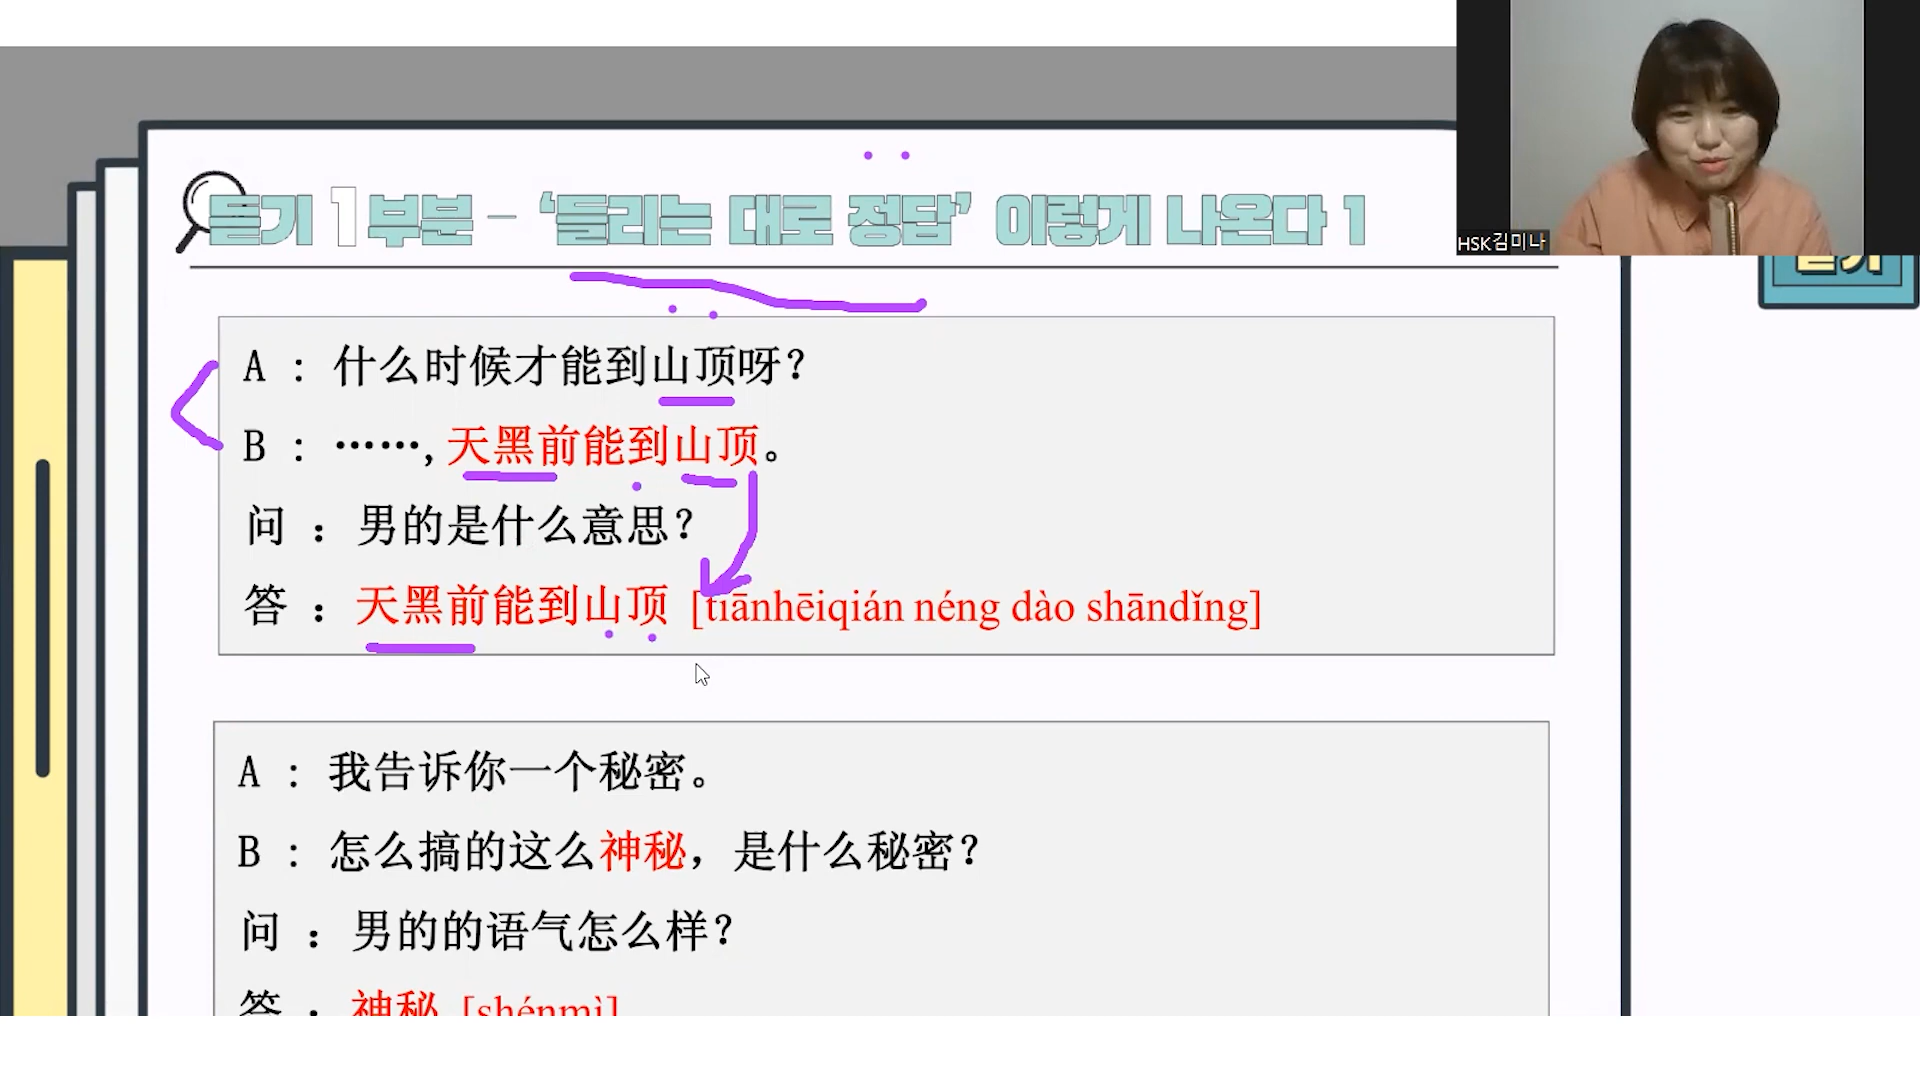 듣기 1 부분 – ‘들리는 대로 정답’ 이렇게 나온다 1
HSK김미나
A : 什么时候才能到山顶呀?
B : ……, 天黑前能到山顶。
问 : 男的是什么意思?
答 : 天黑前能到山顶 [tiānhēiqián néng dào shāndǐng]
A : 我告诉你一个秘密。
B : 怎么搞的这么神秘, 是什么秘密?
问 : 男的的语气怎么样?
答 : 神秘 [shénmì]